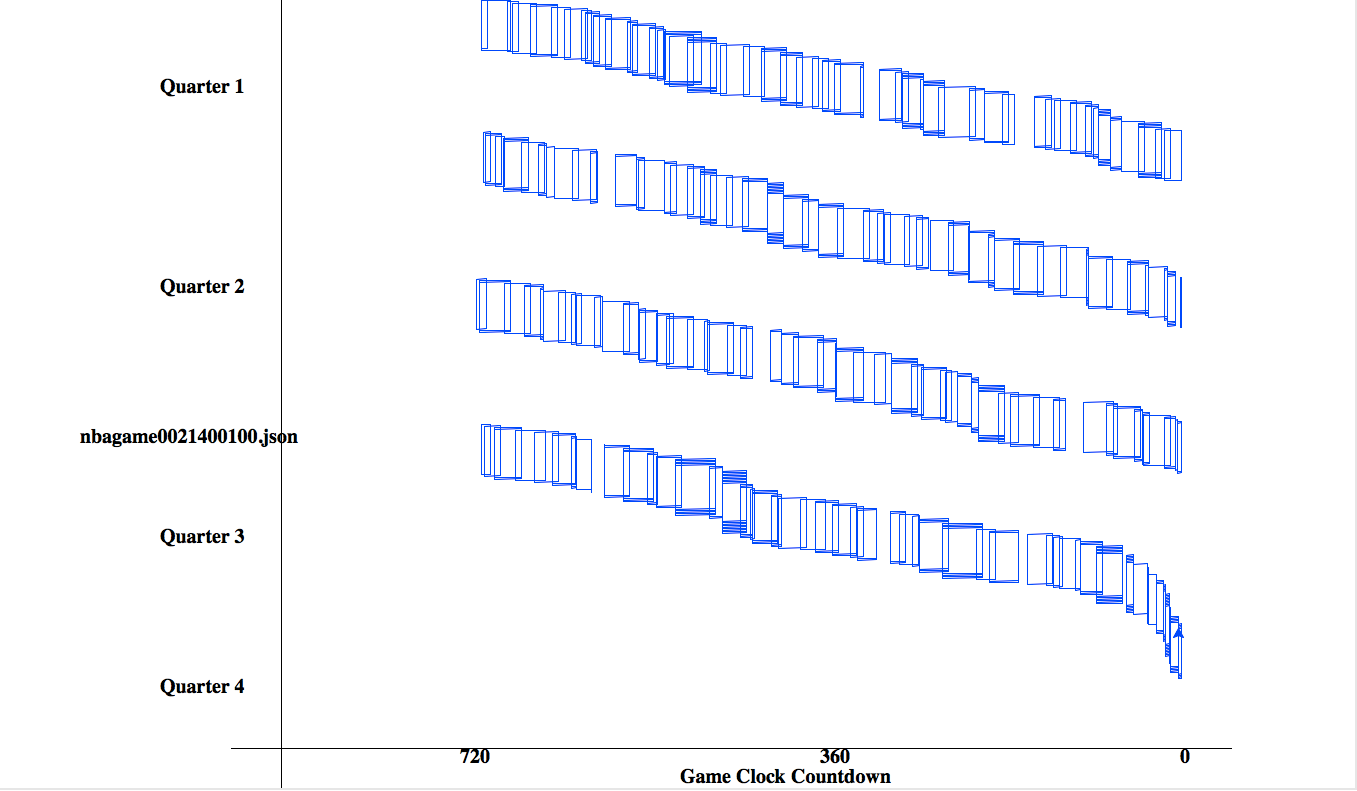 Quarter 1
Quarter 2
nbagame0021400100.json
Quarter 3
Quarter 4
720 360 0
Game Clock Countdown